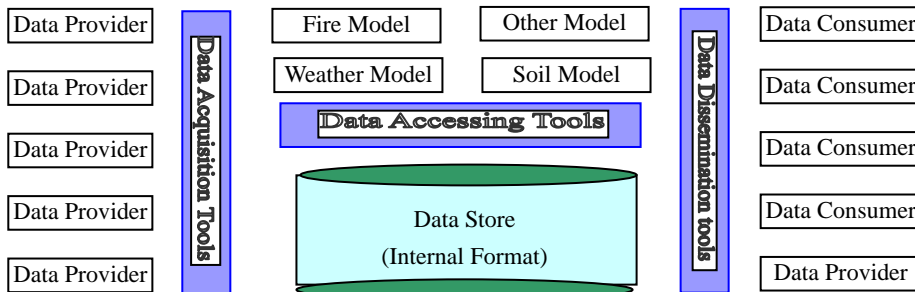 Data Provider
Data Provider
Data Provider
Data Provider
Data Provider
Data Acquisition Tools
Fire Model
Other Model
Weather Model
Soil Model
Data Accessing Tools
Data Store
(Internal Format)
Data Dissemination tools
Data Consumer
Data Consumer
Data Consumer
Data Consumer
Data Provider